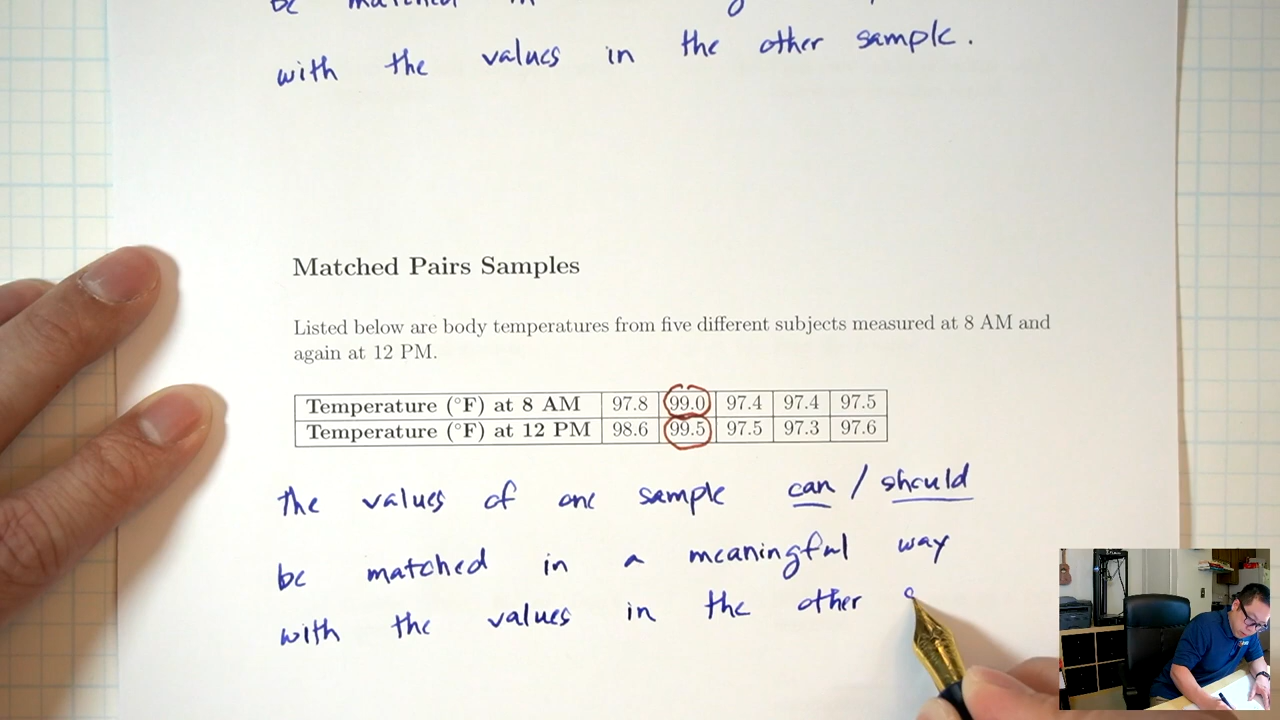 be matched in
with the values in the other sample.
Matched Pairs Samples
Listed below are body temperatures from five different subjects measured at 8 AM and
again at 12 PM.
Temperature (°F) at 8 AM 97.8 99.0 97.4 97.4 97.5
Temperature (°F) at 12 PM 98.6 99.5 97.5 97.3 97.6
the values of one sample can / should
be matched in a meaningful way
with the values in the other s